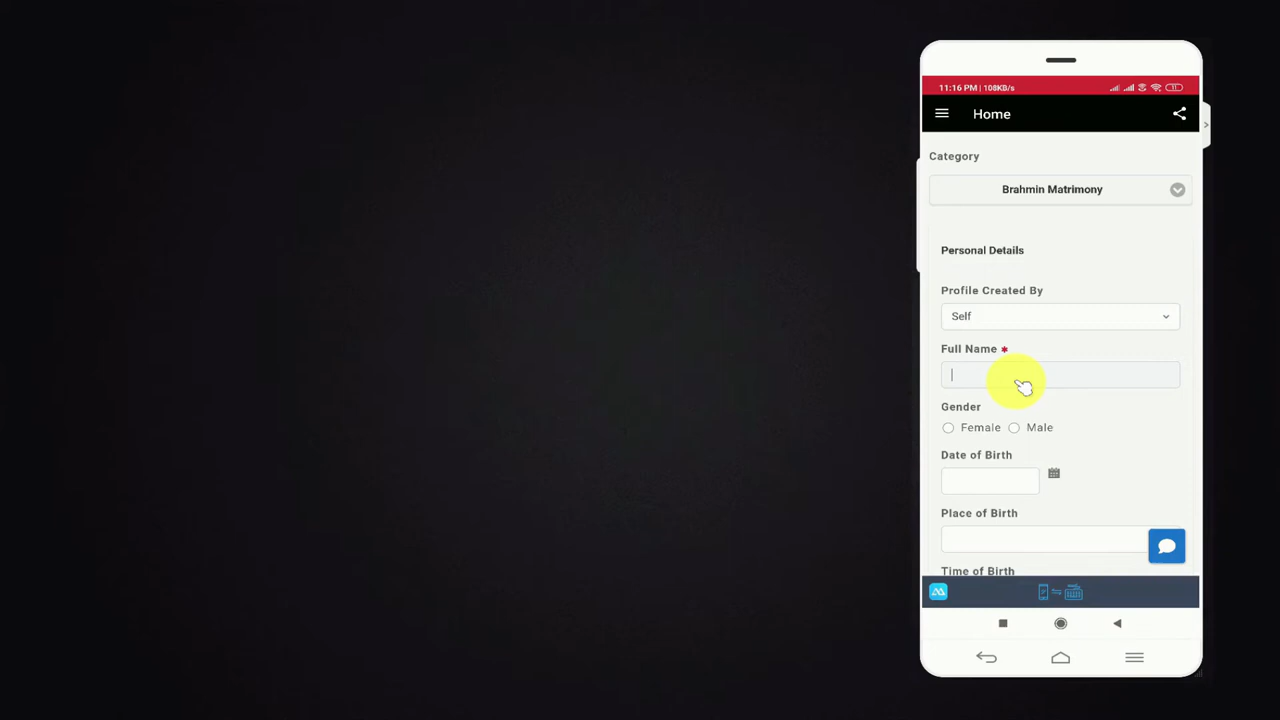 11:16 PM | 108KB/s
Home
Category
Brahmin Matrimony
Personal Details
Profile Created By
Self
Full Name *
Gender
Female Male
Date of Birth
Place of Birth
Time of Birth